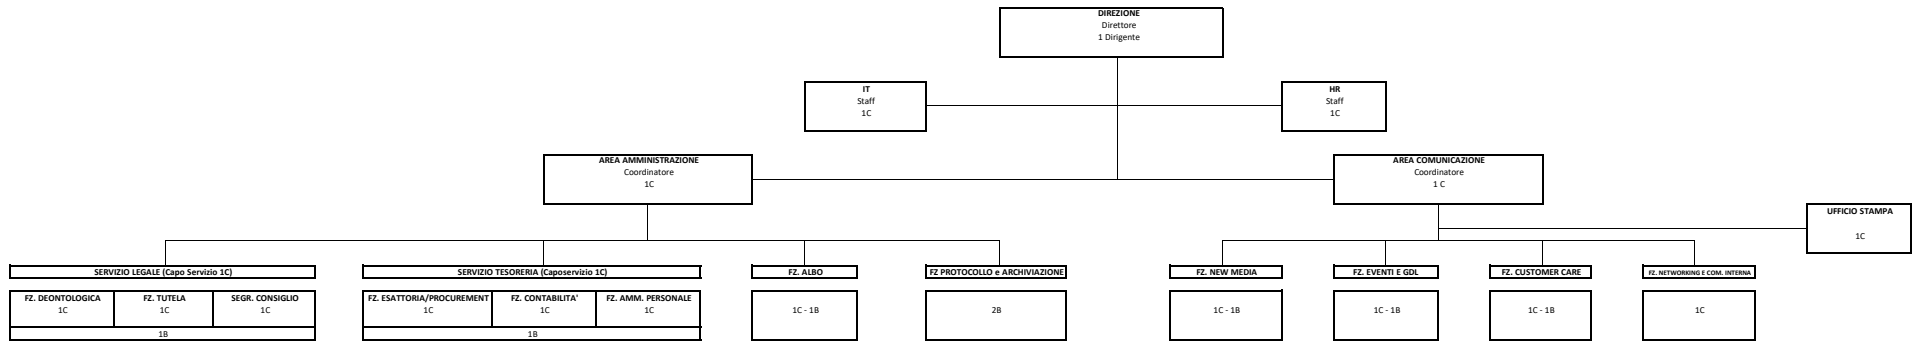 DIREZIONE
Direttore
1 Dirigente
IT
Staff
1C
HR
Staff
1C
AREA AMMINISTRAZIONE
Coordinatore
1C
AREA COMUNICAZIONE
Coordinatore
1 C
UFFICIO STAMPA
1C
SERVIZIO LEGALE (Capo Servizio 1C)
FZ. DEONTOLOGICA
1C
FZ. TUTELA
1C
SEGR. CONSIGLIO
1C
1B
SERVIZIO TESORERIA (Caposervizio 1C)
FZ. ESATTORIA/PROCUREMENT
1C
FZ. CONTABILITA'
1C
FZ. AMM. PERSONALE
1C
1B
FZ. ALBO
1C - 1B
FZ PROTOCOLLO e ARCHIVIAZIONE
2B
FZ. NEW MEDIA
1C - 1B
FZ. EVENTI E GDL
1C - 1B
FZ. CUSTOMER CARE
1C - 1B
FZ. NETWORKING E COM. INTERNA
1C